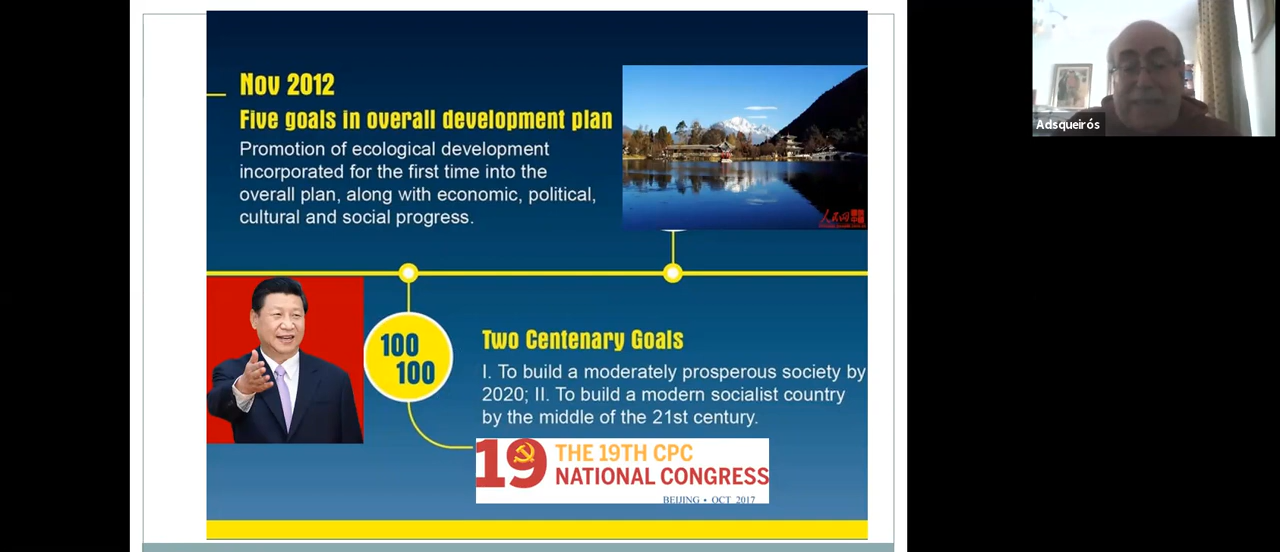 Nov 2012
Five goals in overall development plan
Promotion of ecological development
incorporated for the first time into the
overall plan, along with economic, political,
cultural and social progress.
人民网
Adsqueirós
100
100
Two Centenary Goals
I. To build a moderately prosperous society by
2020; II. To build a modern socialist country
by the middle of the 21st century.
19 THE 19TH CPC
NATIONAL CONGRESS
BEIJING • OCT 2017